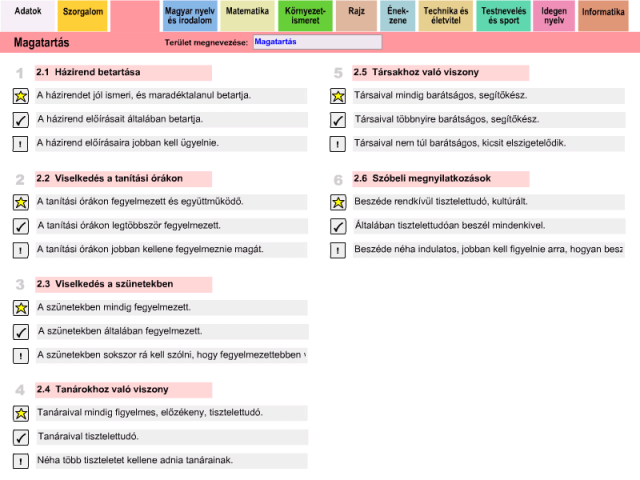 Adatok
Szorgalom
Magyar nyelv
és irodalom
Matematika
Környezet-
ismeret
Rajz
Ének-
zene
Technika és
életvitel
Testnevelés
és sport
Idegen
nyelv
Informatika
Magatartás
Terület megnevezése: Magatartás
1 2.1 Házirend betartása
A házirendet jól ismeri, és maradéktalanul betartja.
A házirend előírásait általában betartja.
! A házirend előírásaira jobban kell ügyelnie.
2 2.2 Viselkedés a tanítási órákon
A tanítási órákon fegyelmezett és együttműködő.
A tanítási órákon legtöbbször fegyelmezett.
! A tanítási órákon jobban kellene fegyelmeznie magát.
3 2.3 Viselkedés a szünetekben
A szünetekben mindig fegyelmezett.
A szünetekben általában fegyelmezett.
! A szünetekben sokszor rá kell szólni, hogy fegyelmezettebben
4 2.4 Tanárokhoz való viszony
Tanáraival mindig figyelmes, előzékeny, tisztelettudó.
Tanáraival tisztelettudó.
! Néha több tiszteletet kellene adnia tanárainak.
5 2.5 Társakhoz való viszony
Társaival mindig barátságos, segítőkész.
Társaival többnyire barátságos, segítőkész.
! Társaival nem túl barátságos, kicsit elszigetelődik.
6 2.6 Szóbeli megnyilatkozások
Beszéde rendkívül tisztelettudó, kultúrált.
Általában tisztelettudóan beszél mindenkivel.
! Beszéde néha indulatos, jobban kell figyelnie arra, hogyan besz